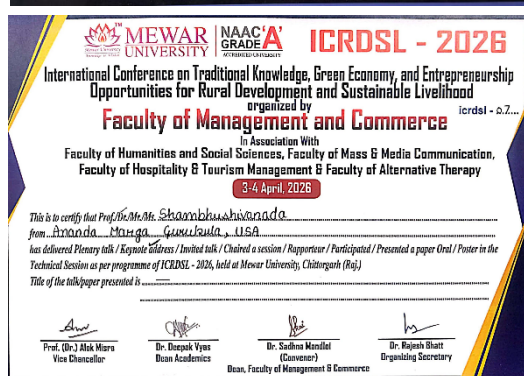 MEWAR UNIVERSITY
NAAC GRADE 'A'
ACCREDITED UNIVERSITY
ICRDSL - 2026
International Conference on Traditional Knowledge, Green Economy, and Entrepreneurship
Opportunities for Rural Development and Sustainable Livelihood
organized by
icrdsl - 07...
Faculty of Management and Commerce
In Association With
Faculty of Humanities and Social Sciences, Faculty of Mass & Media Communication,
Faculty of Hospitality & Tourism Management & Faculty of Alternative Therapy
3-4 April, 2026
This is to certify that Prof./Dr./Mr./Ms. Shambhushivanada
from Ananda Marga Gurukula, USA
has delivered Plenary talk / Keynote address / Invited talk / Chaired a session / Rapporteur / Participated / Presented a paper Oral / Poster in the
Technical Session as per programme of ICRDSL - 2026, held at Mewar University, Chittorgarh (Raj.)
Title of the talk/paper presented is
Prof. (Dr.) Alok Misra
Vice Chancellor
Dr. Deepak Vyas
Dean Academics
Dr. Sadhna Mandloi
(Convener)
Dean, Faculty of Management & Commerce
Dr. Rajesh Bhatt
Organizing Secretary